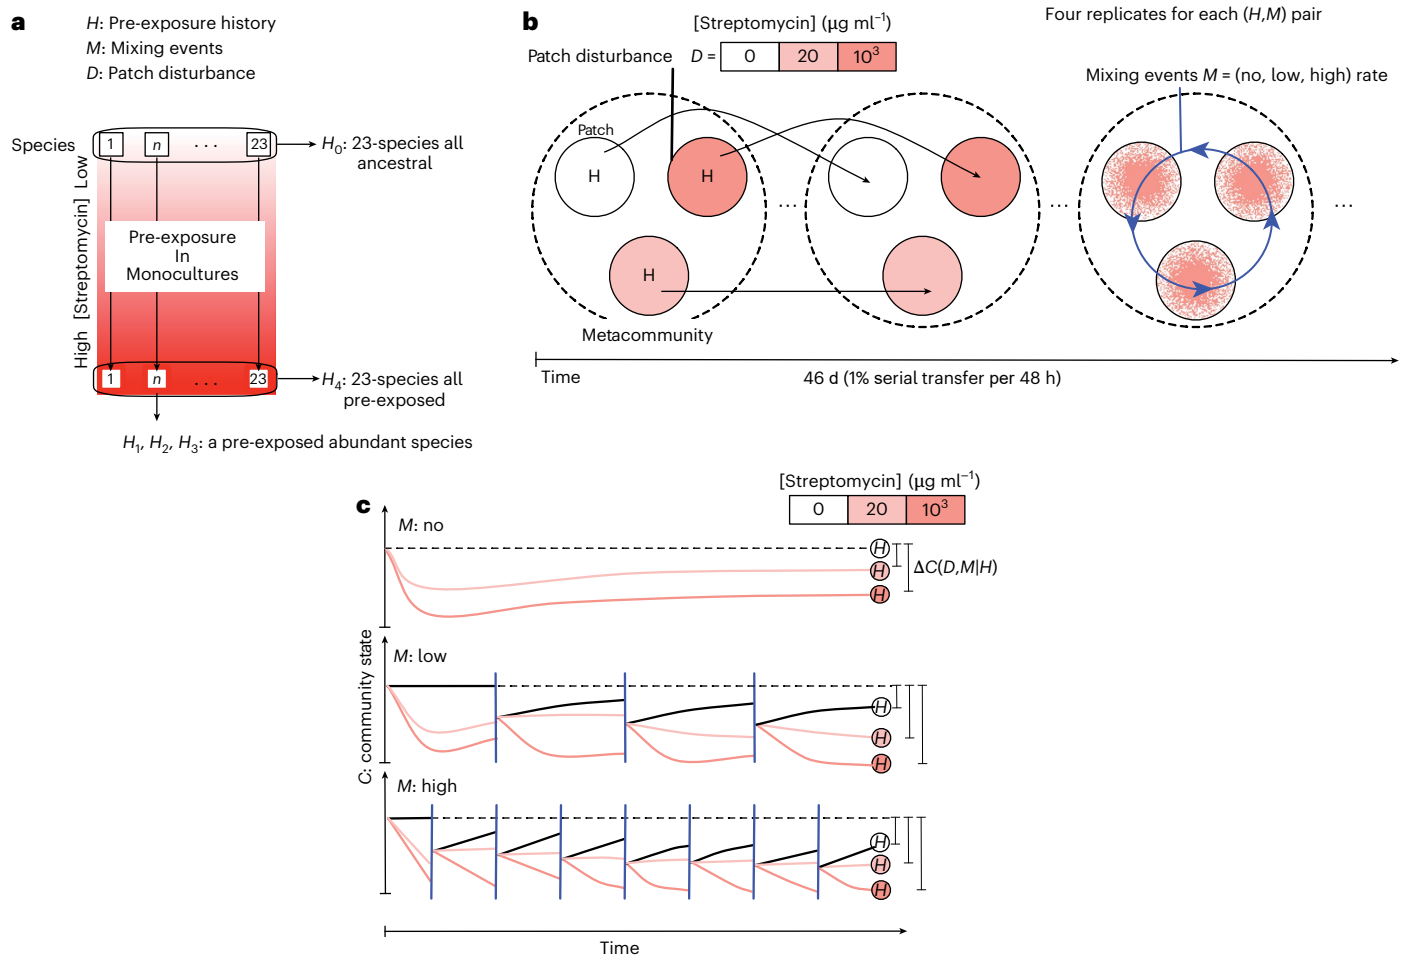 a
H: Pre-exposure history
M: Mixing events
D: Patch disturbance
Species
1 n ... 23
H0: 23-species all
ancestral
High [Streptomycin] Low
Pre-exposure
In
Monocultures
1 n ... 23
H4: 23-species all
pre-exposed
H1, H2, H3: a pre-exposed abundant species
b
[Streptomycin] (µg ml−1)
Four replicates for each (H,M) pair
Patch disturbance D = 0 20 10³
Mixing events M = (no, low, high) rate
Patch
H H
...
...
...
H
Metacommunity
Time
46 d (1% serial transfer per 48 h)
c
[Streptomycin] (µg ml−1)
0 20 10³
C: community state
M: no
H
H
H
ΔC(D,M|H)
M: low
H
H
H
M: high
H
H
H
Time